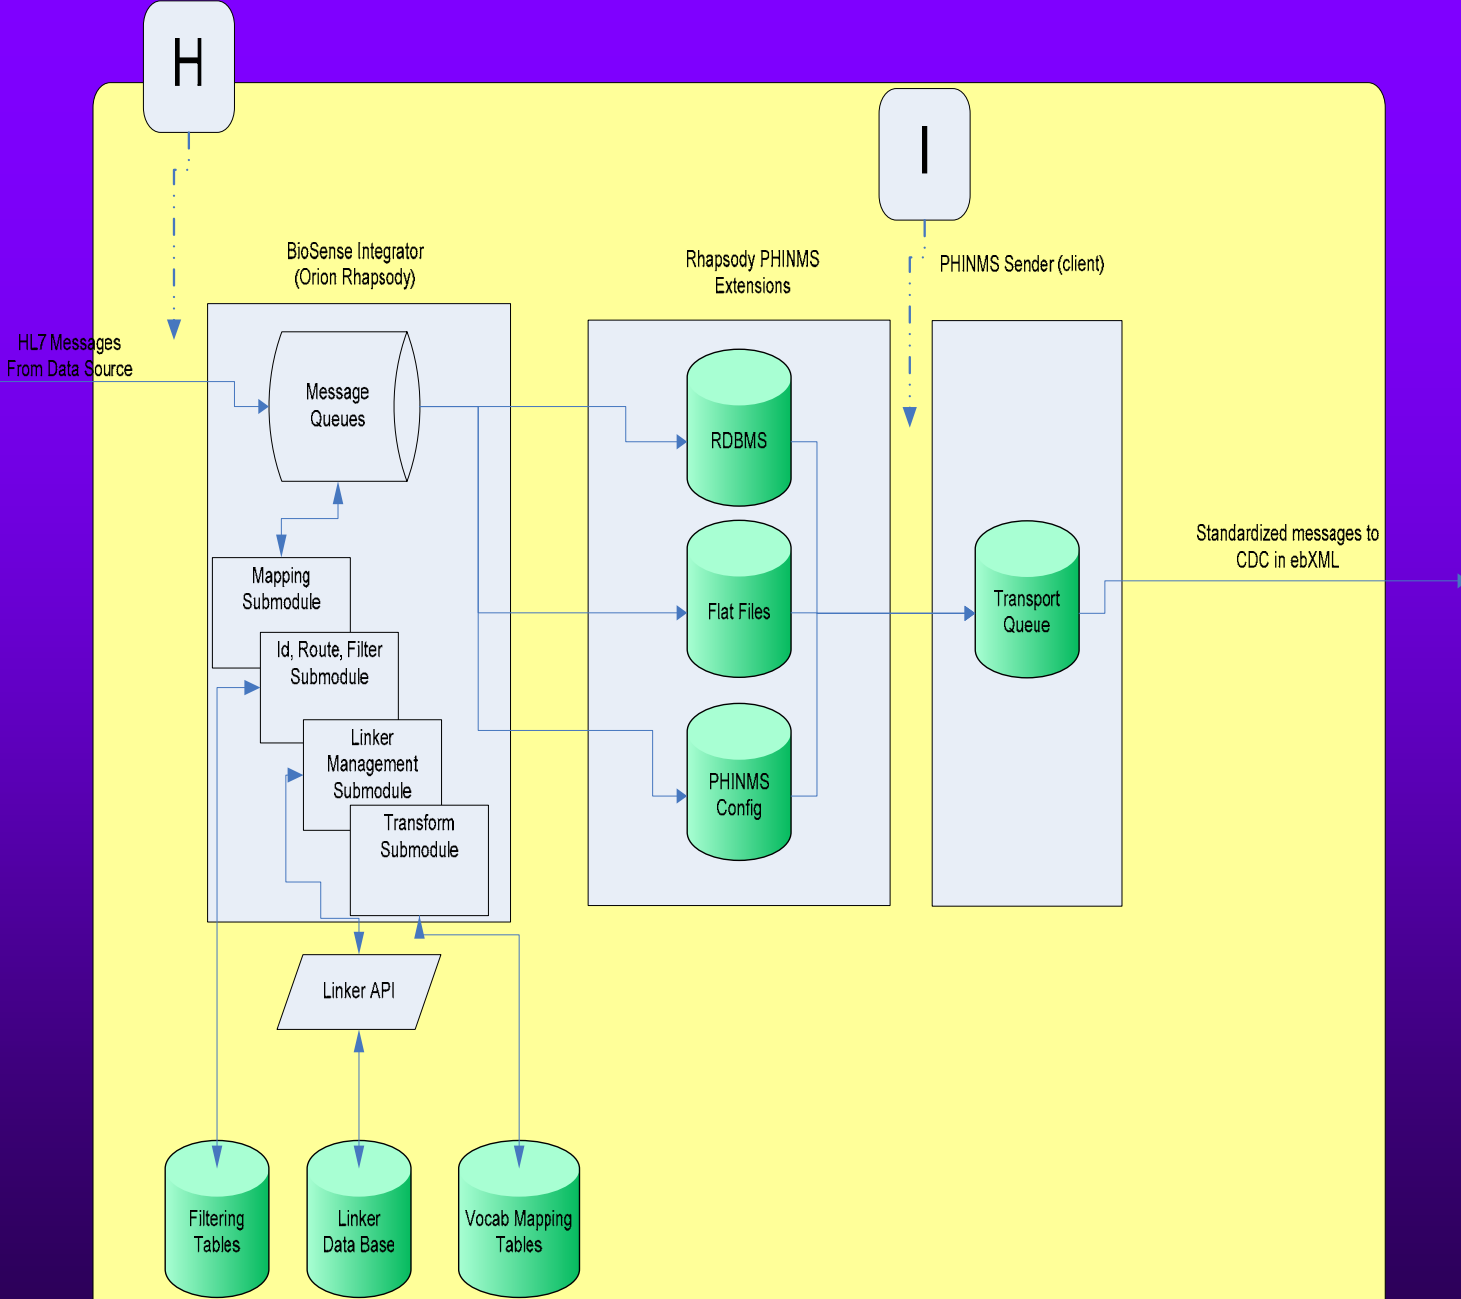 H
I
BioSense Integrator
(Orion Rhapsody)
Rhapsody PHINMS
Extensions
PHINMS Sender (client)
HL7 Messages
From Data Source
Message
Queues
RDBMS
Standardized messages to
CDC in ebXML
Mapping
Submodule
Flat Files
Transport
Queue
Id, Route, Filter
Submodule
Linker
Management
Submodule
PHINMS
Config
Transform
Submodule
Linker API
Filtering
Tables
Linker
Data Base
Vocab Mapping
Tables